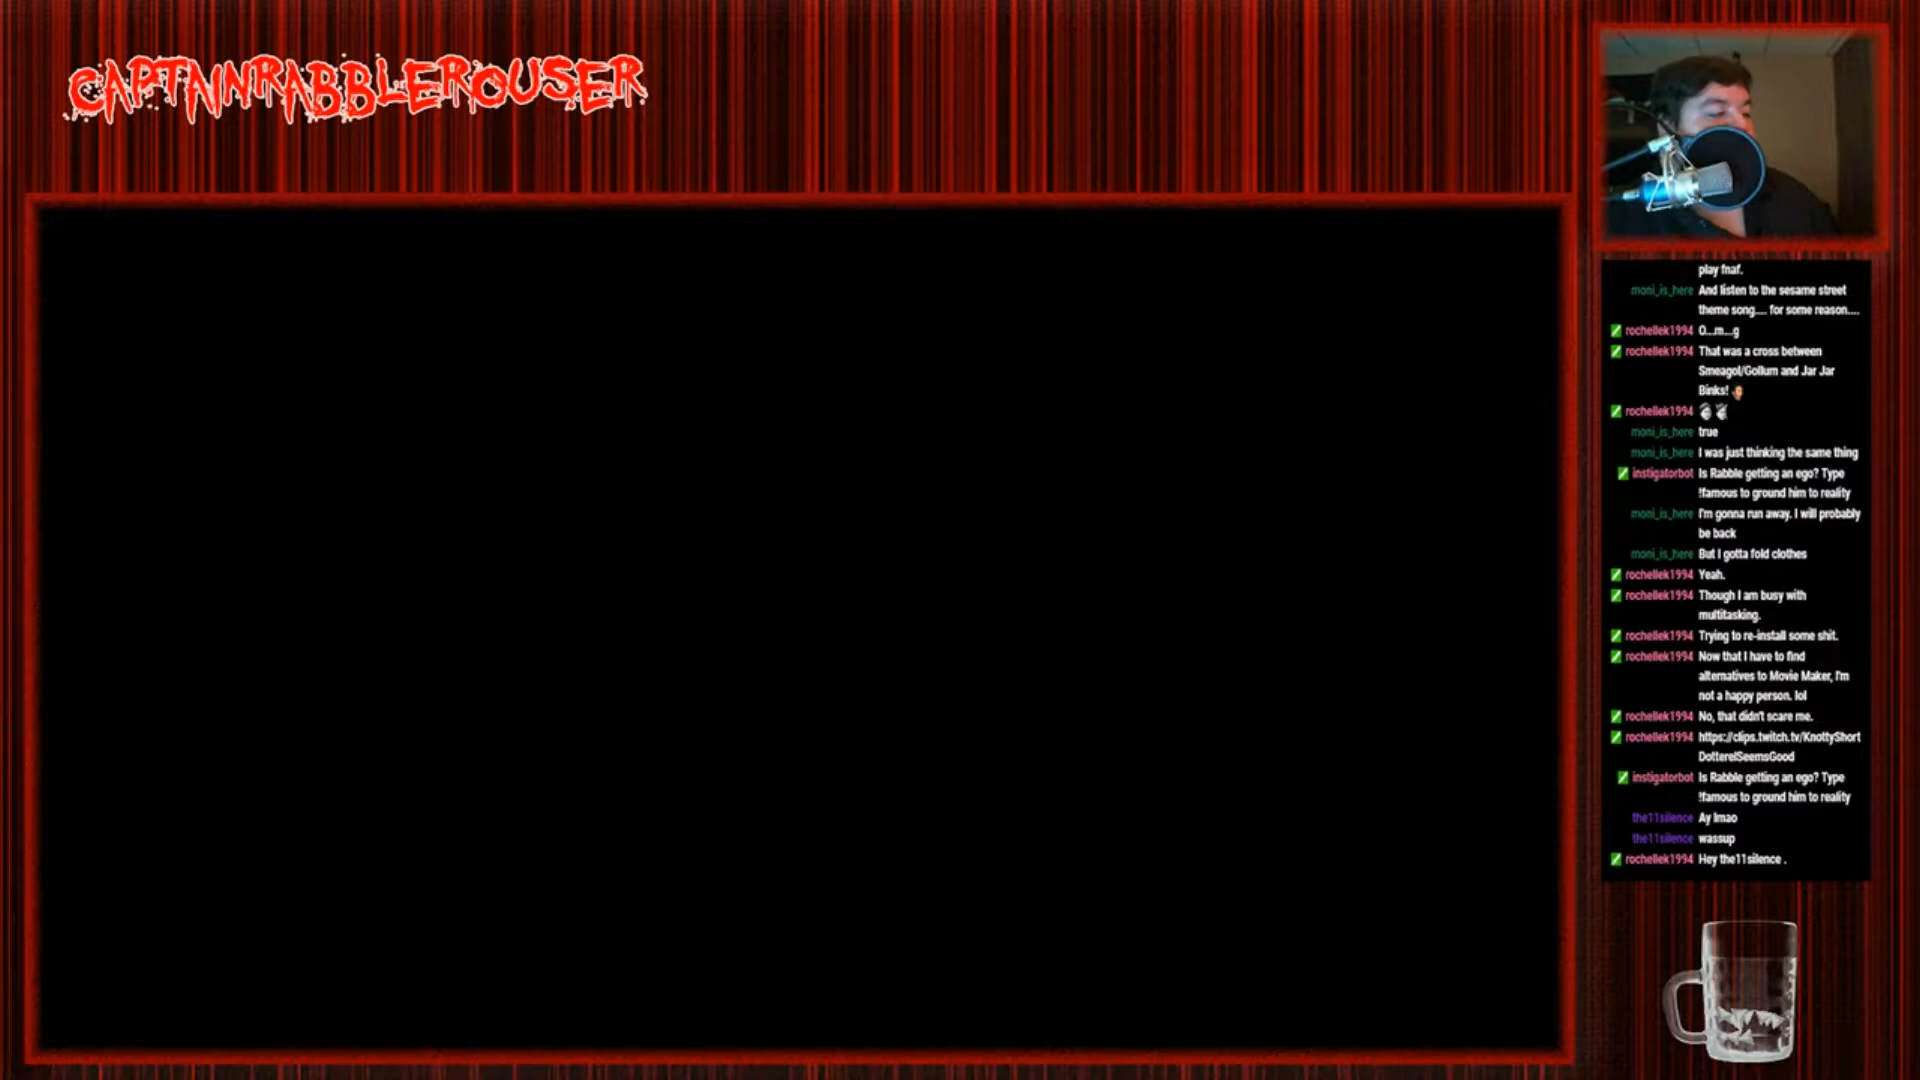 CAPTNNRABBLEROUSER
play fnaf.
moni_is_here And listen to the sesame street
theme song.... for some reason....
rochellek1994 O...m...g
rochellek1994 That was a cross between
Smeagol/Gollum and Jar Jar
Binks!
rochellek1994
moni_is_here true
moni_is_here I was just thinking the same thing
instigatorbot Is Rabble getting an ego? Type
!famous to ground him to reality
moni_is_here I'm gonna run away. I will probably
be back
moni_is_here But I gotta fold clothes
rochellek1994 Yeah.
rochellek1994 Though I am busy with
multitasking.
rochellek1994 Trying to re-install some shit.
rochellek1994 Now that I have to find
alternatives to Movie Maker, I'm
not a happy person. lol
rochellek1994 No, that didn't scare me.
rochellek1994 https://clips.twitch.tv/KnottyShort
DotterelSeemsGood
instigatorbot Is Rabble getting an ego? Type
!famous to ground him to reality
the11silence Ay lmao
the11silence wassup
rochellek1994 Hey the11silence .